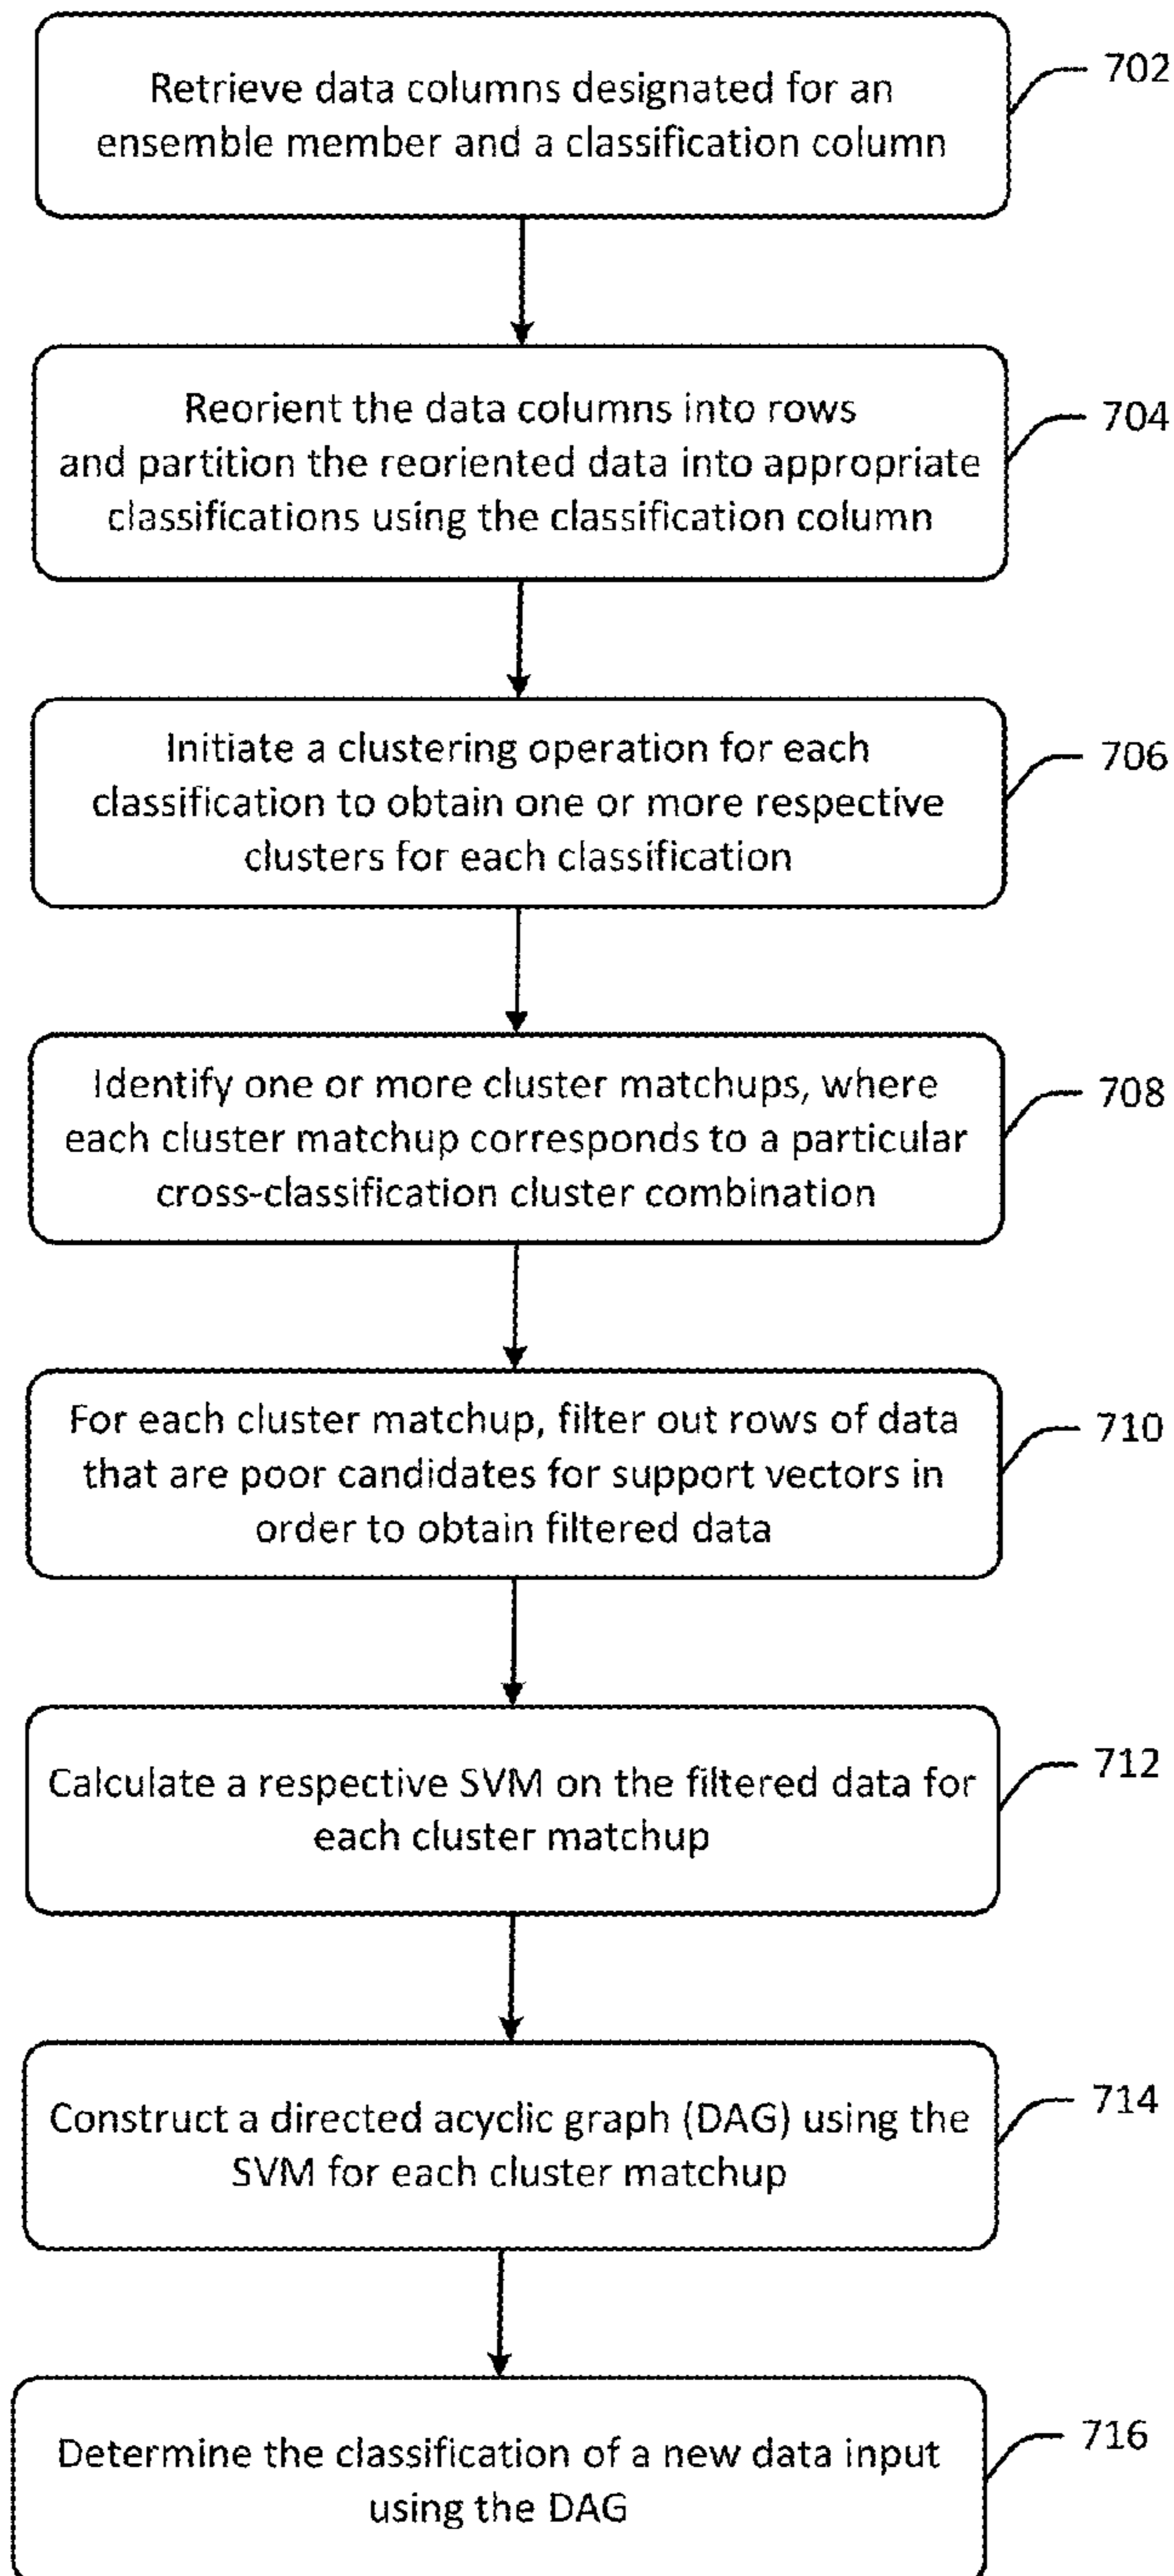 Retrieve data columns designated for an
ensemble member and a classification column
702
Reorient the data columns into rows
and partition the reoriented data into appropriate
classifications using the classification column
704
Initiate a clustering operation for each
classification to obtain one or more respective
clusters for each classification
706
Identify one or more cluster matchups, where
each cluster matchup corresponds to a particular
cross-classification cluster combination
708
For each cluster matchup, filter out rows of data
that are poor candidates for support vectors in
order to obtain filtered data
710
Calculate a respective SVM on the filtered data for
each cluster matchup
712
Construct a directed acyclic graph (DAG) using the
SVM for each cluster matchup
714
Determine the classification of a new data input
using the DAG
716